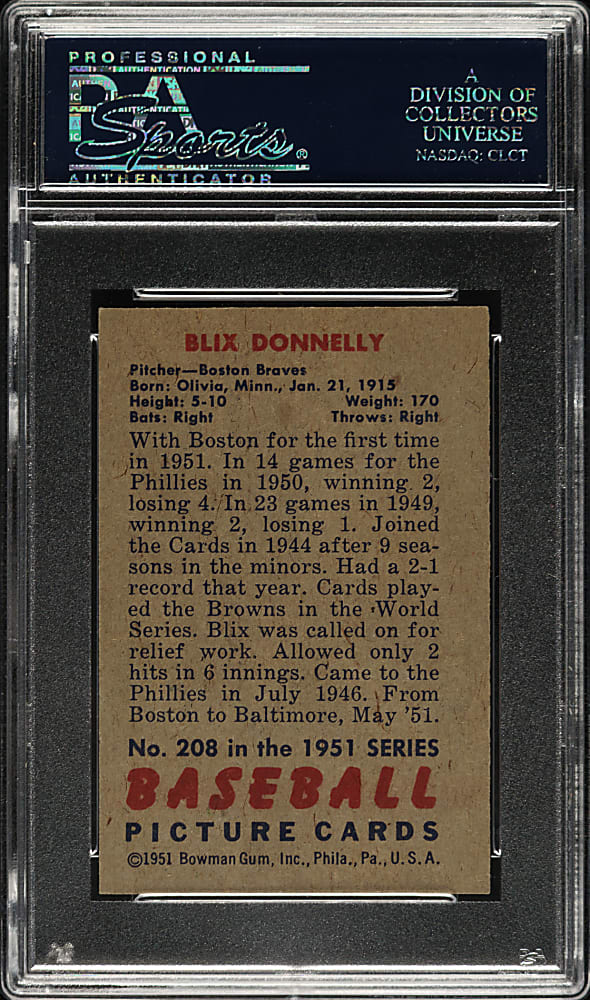 PROFESSIONAL
PSA
Sports®
AUTHENTICATOR
A
DIVISION OF
COLLECTORS
UNIVERSE
NASDAQ: CLCT
BLIX DONNELLY
Pitcher—Boston Braves
Born: Olivia, Minn., Jan. 21, 1915
Height: 5-10 Weight: 170
Bats: Right Throws: Right
With Boston for the first time
in 1951. In 14 games for the
Phillies in 1950, winning 2,
losing 4. In 23 games in 1949,
winning 2, losing 1. Joined
the Cards in 1944 after 9 sea-
sons in the minors. Had a 2-1
record that year. Cards play-
ed the Browns in the World
Series. Blix was called on for
relief work. Allowed only 2
hits in 6 innings. Came to the
Phillies in July 1946. From
Boston to Baltimore, May '51.
No. 208 in the 1951 SERIES
BASEBALL
PICTURE CARDS
©1951 Bowman Gum, Inc., Phila., Pa., U. S. A.